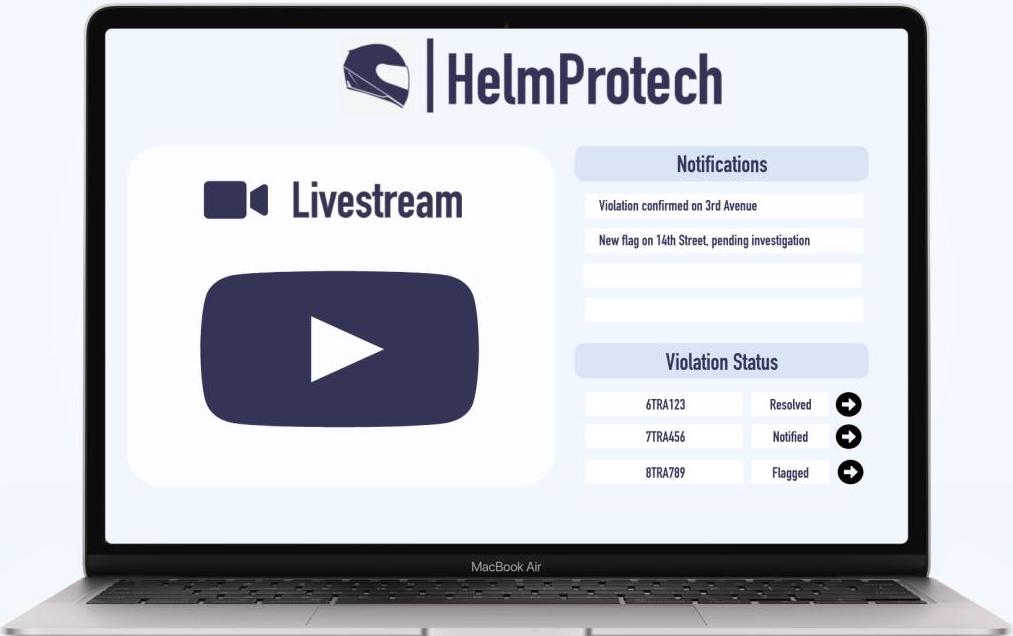 HelmProtech
Livestream
Notifications
Violation confirmed on 3rd Avenue
New flag on 14th Street, pending investigation
Violation Status
6TRA123 Resolved
7TRA456 Notified
8TRA789 Flagged
MacBook Air